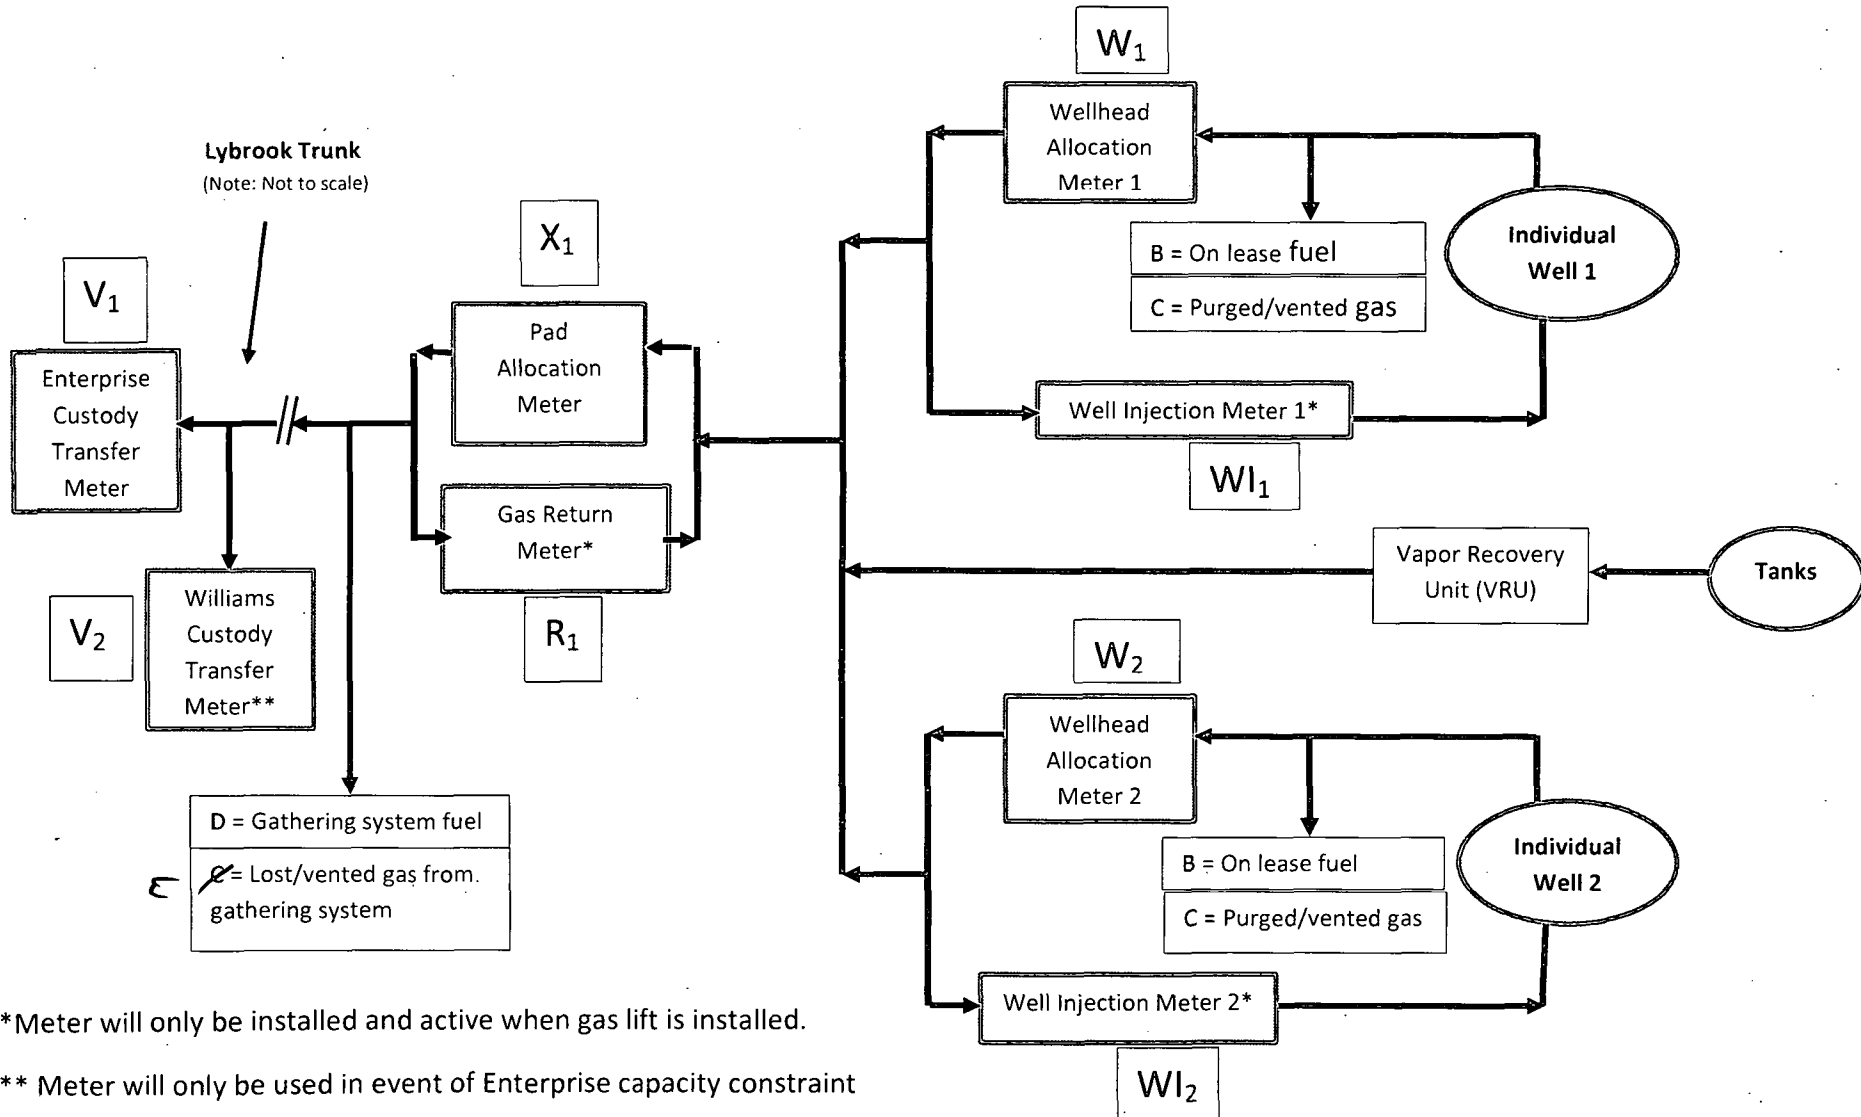 W1
Wellhead
Allocation
Meter 1
Lybrook Trunk
(Note: Not to scale)
X1
B = On lease fuel
C = Purged/vented gas
Individual
Well 1
V1
Pad
Allocation
Meter
Enterprise
Custody
Transfer
Meter
Well Injection Meter 1*
WI1
Gas Return
Meter*
R1
Vapor Recovery
Unit (VRU)
Tanks
V2
Williams
Custody
Transfer
Meter**
W2
Wellhead
Allocation
Meter 2
D = Gathering system fuel
E C = Lost/vented gas from.
gathering system
B = On lease fuel
C = Purged/vented gas
Individual
Well 2
Well Injection Meter 2*
WI2
*Meter will only be installed and active when gas lift is installed.
** Meter will only be used in event of Enterprise capacity constraint